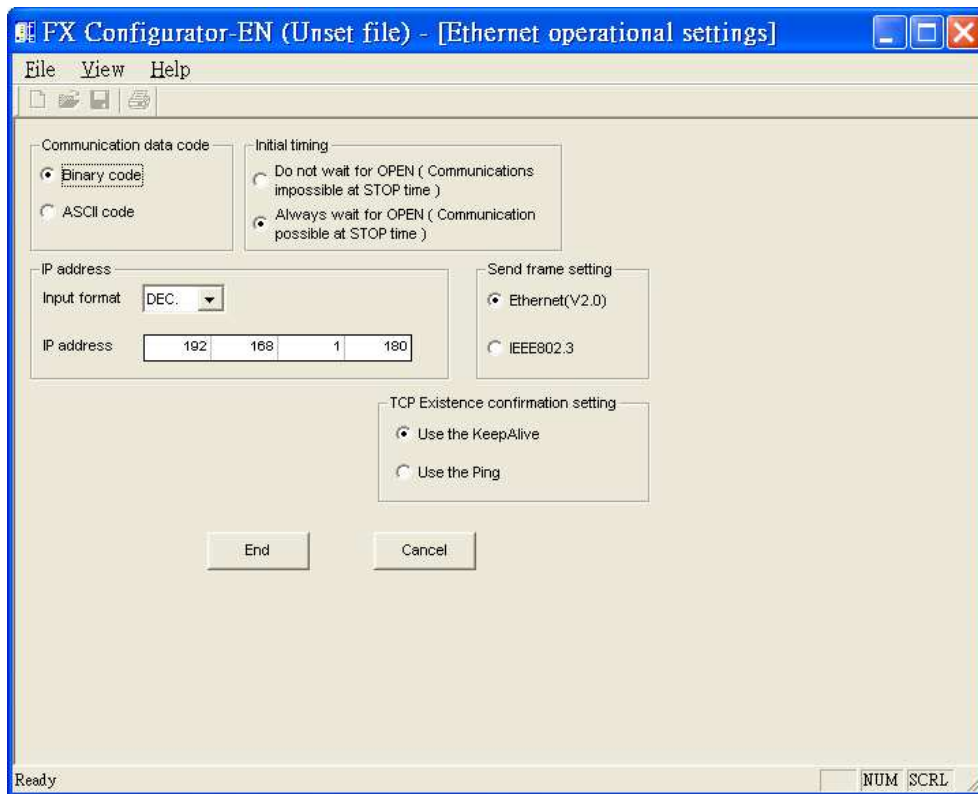 FX Configurator-EN (Unset file) - [Ethernet operational settings]
File View Help
Communication data code
Binary code
ASCII code
Initial timing
Do not wait for OPEN ( Communications
impossible at STOP time )
Always wait for OPEN ( Communication
possible at STOP time )
IP address
Input format DEC.
IP address 192 168 1 180
Send frame setting
Ethernet(V2.0)
IEEE802.3
TCP Existence confirmation setting
Use the KeepAlive
Use the Ping
End Cancel
Ready NUM SCRL